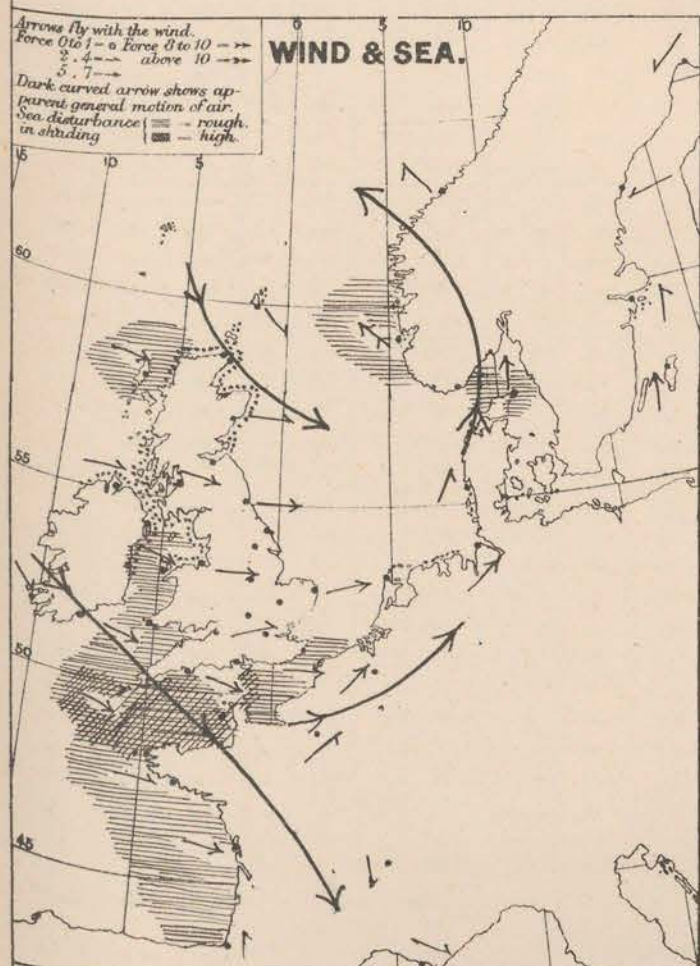 0 5 10
Arrows fly with the wind.
Force 0 to 1 – o Force 8 to 10 –
2 . 4 – above 10 –
5 . 7 –
Dark curved arrow shows ap-
parent general motion of air.
Sea disturbance – rough.
in shading – high.
WIND & SEA.
15 10 5
60
55
50
45